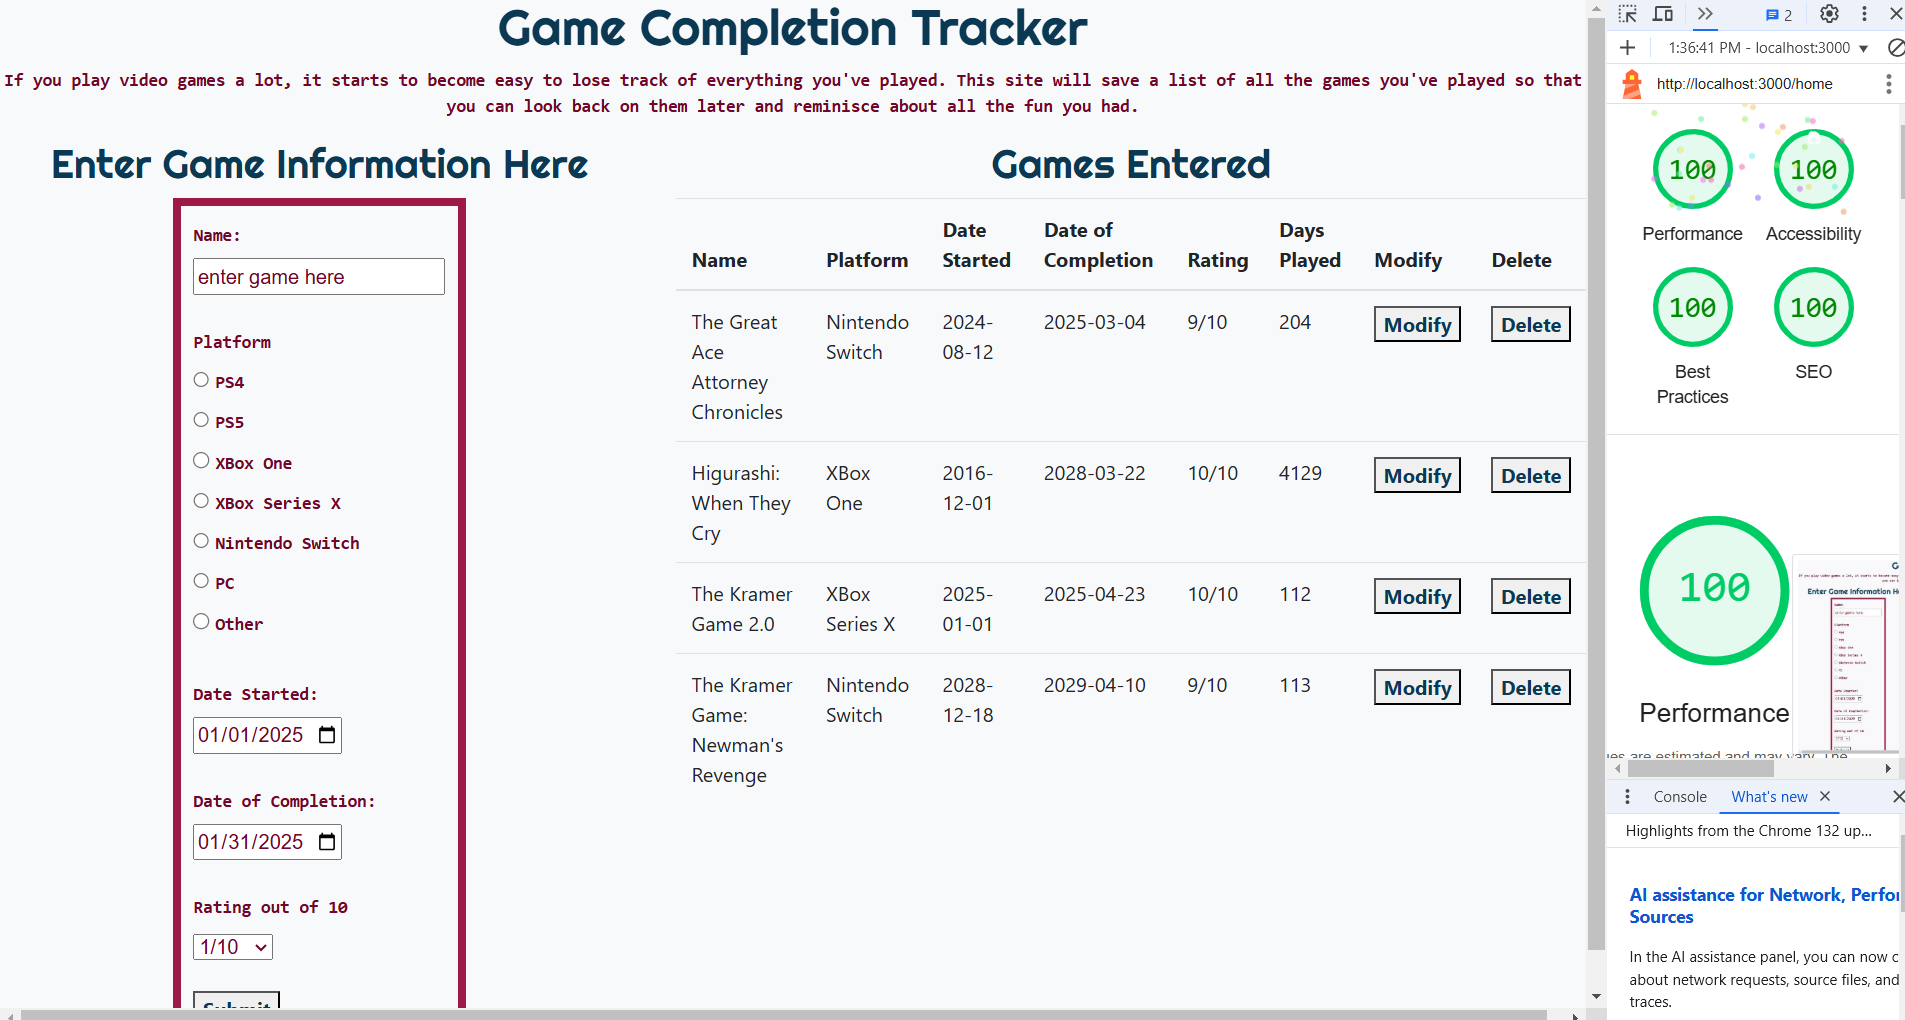 Game Completion Tracker
If you play video games a lot, it starts to become easy to lose track of everything you've played. This site will save a list of all the games you've played so that
you can look back on them later and reminisce about all the fun you had.
Enter Game Information Here
Name:
enter game here
Platform
PS4
PS5
XBox One
XBox Series X
Nintendo Switch
PC
Other
Date Started:
01/01/2025
Date of Completion:
01/31/2025
Rating out of 10
1/10
Submit
Games Entered
Name Platform Date Started Date of Completion Rating Days Played Modify Delete
The Great Ace Attorney Chronicles Nintendo Switch 2024-08-12 2025-03-04 9/10 204 Modify Delete
Higurashi: When They Cry XBox One 2016-12-01 2028-03-22 10/10 4129 Modify Delete
The Kramer Game 2.0 XBox Series X 2025-01-01 2025-04-23 10/10 112 Modify Delete
The Kramer Game: Newman's Revenge Nintendo Switch 2028-12-18 2029-04-10 9/10 113 Modify Delete
2
1:36:41 PM - localhost:3000
http://localhost:3000/home
100 100
Performance Accessibility
100 100
Best Practices SEO
100
Performance
are estimated and may vary. The
Console What's new
Highlights from the Chrome 132 up...
AI assistance for Network, Perfor
Sources
In the AI assistance panel, you can now c
about network requests, source files, and
traces.